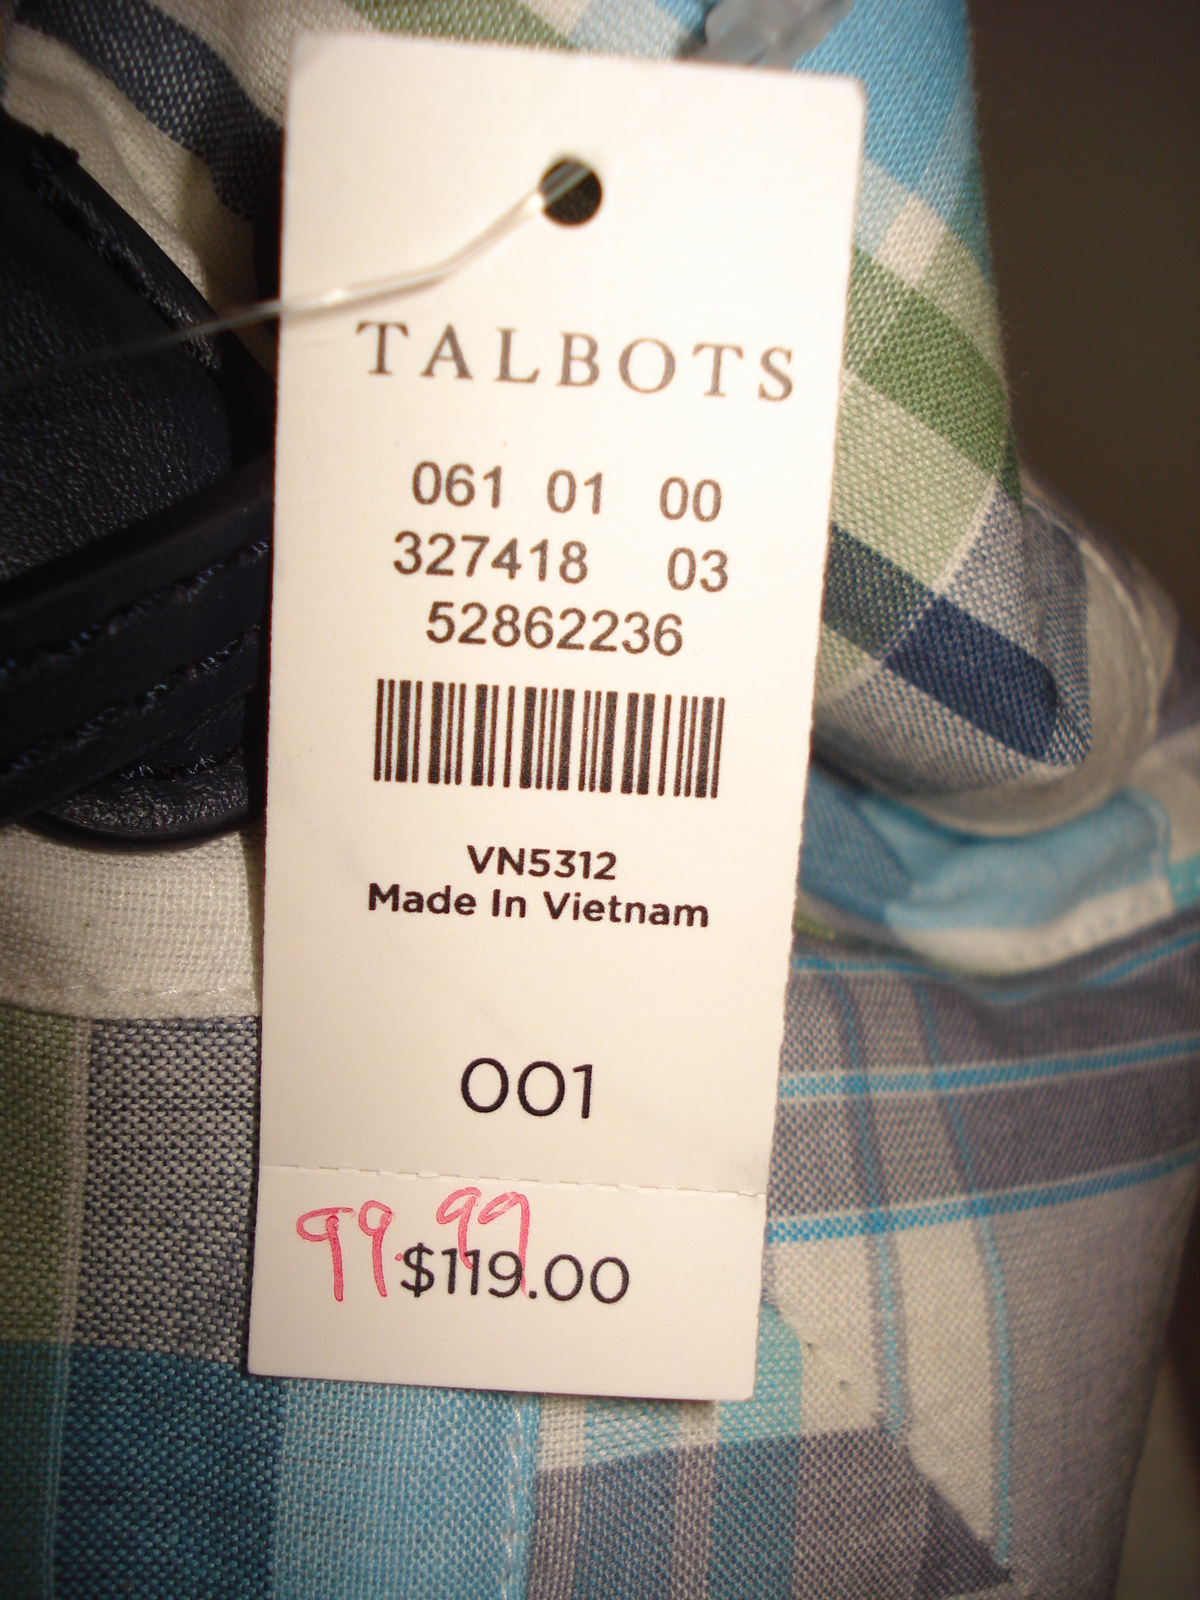 TALBOTS
061 01 00
327418 03
52862236
VN5312
Made In Vietnam
001
99.99
$119.00